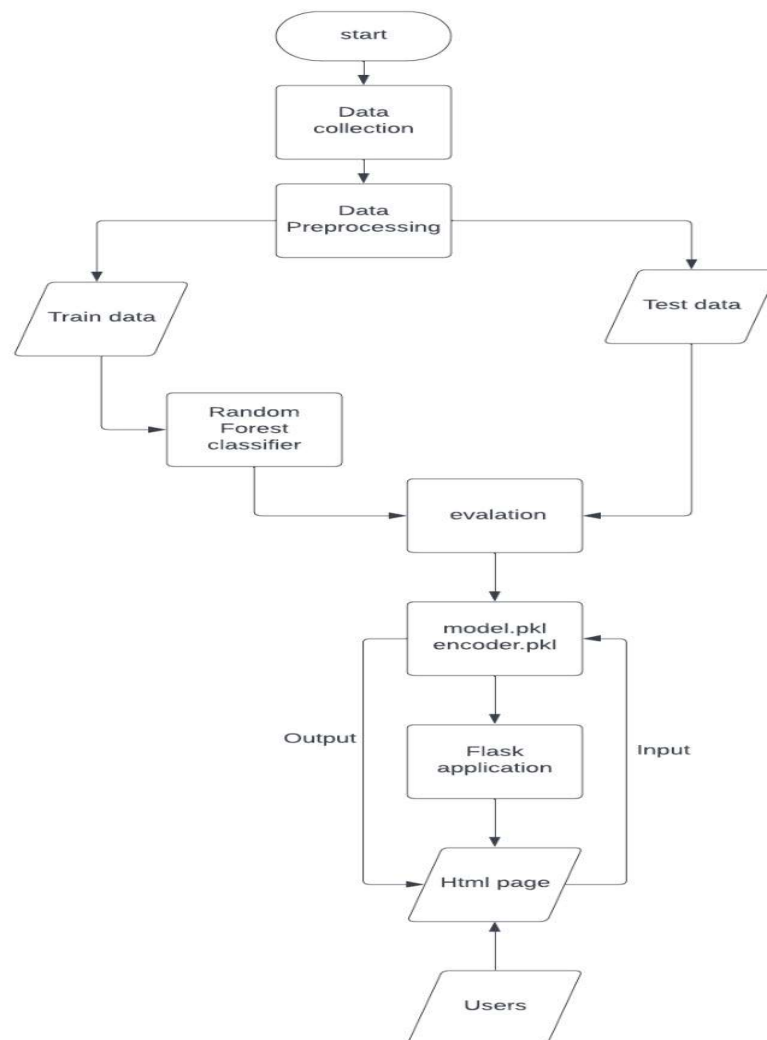 start
Data
collection
Data
Preprocessing
Train data
Test data
Random
Forest
classifier
evalation
model.pkl
encoder.pkl
Output
Flask
application
Input
Html page
Users